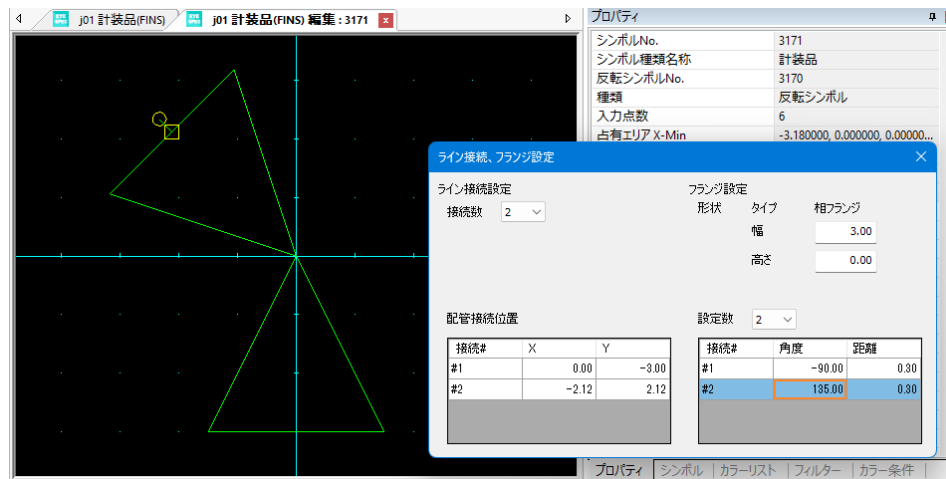 j01 計装品(FINS)
j01 計装品(FINS) 編集 : 3171
プロパティ
シンボルNo. 3171
シンボル種類名称 計装品
反転シンボルNo. 3170
種類 反転シンボル
入力点数 6
占有エリア X-Min -3.180000, 0.000000, 0.00000...
ライン接続、フランジ設定
ライン接続設定
接続数 2
フランジ設定
形状 タイプ 相フランジ
幅 3.00
高さ 0.00
配管接続位置
接続# X Y
#1 0.00 -3.00
#2 -2.12 2.12
設定数 2
接続# 角度 距離
#1 -90.00 0.30
#2 135.00 0.30
プロパティ シンボル カラーリスト フィルター カラー条件